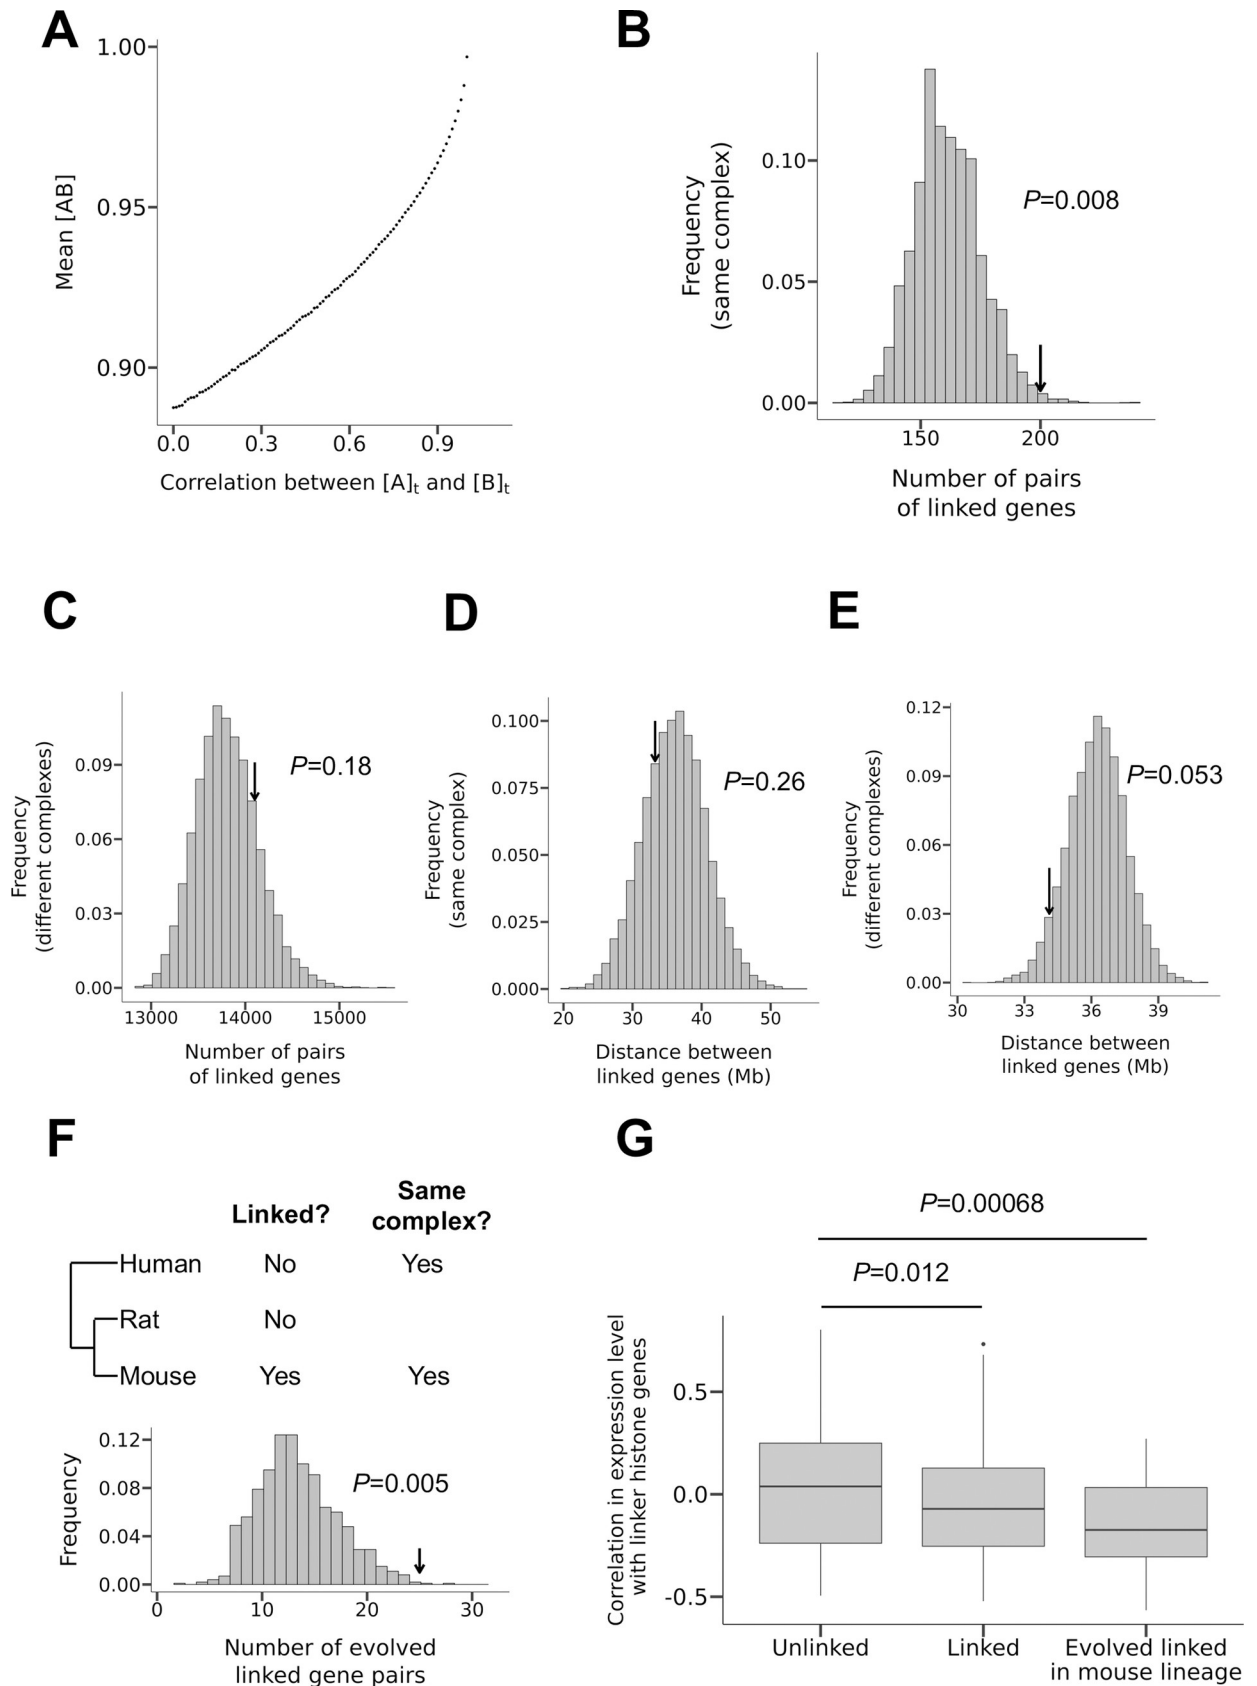 A
1.00
0.95
0.90
Mean [AB]
0.0 0.3 0.6 0.9
Correlation between [A]t and [B]t
B
0.10
0.05
0.00
Frequency
(same complex)
P=0.008
150 200
Number of pairs
of linked genes
C
0.09
0.06
0.03
0.00
Frequency
(different complexes)
P=0.18
13000 14000 15000
Number of pairs
of linked genes
D
0.100
0.075
0.050
0.025
0.000
Frequency
(same complex)
P=0.26
20 30 40 50
Distance between
linked genes (Mb)
E
0.12
0.09
0.06
0.03
0.00
Frequency
(different complexes)
P=0.053
30 33 36 39
Distance between
linked genes (Mb)
F
Linked?
Same
complex?
Human No Yes
Rat No
Mouse Yes Yes
0.12
0.08
0.04
0.00
Frequency
P=0.005
0 10 20 30
Number of evolved
linked gene pairs
G
P=0.00068
P=0.012
0.5
0.0
-0.5
Correlation in expression level
with linker histone genes
Unlinked Linked Evolved linked
in mouse lineage